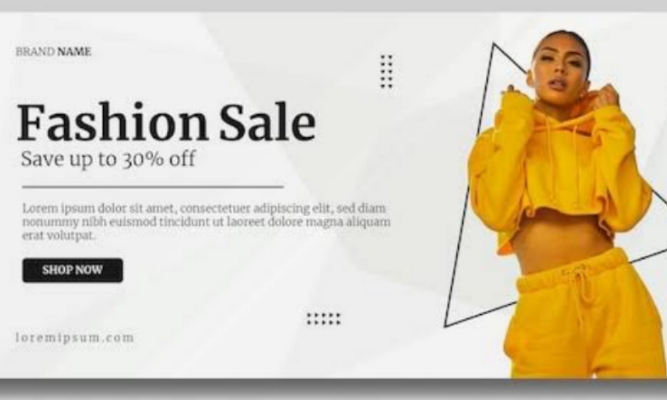 BRAND NAME
Fashion Sale
Save up to 30% off
Lorem ipsum dolor sit amet, consectetuer adipiscing elit, sed diam
nonummy nibh euismod tincidunt ut laoreet dolore magna aliquam
erat volutpat.
SHOP NOW
loremipsum.com